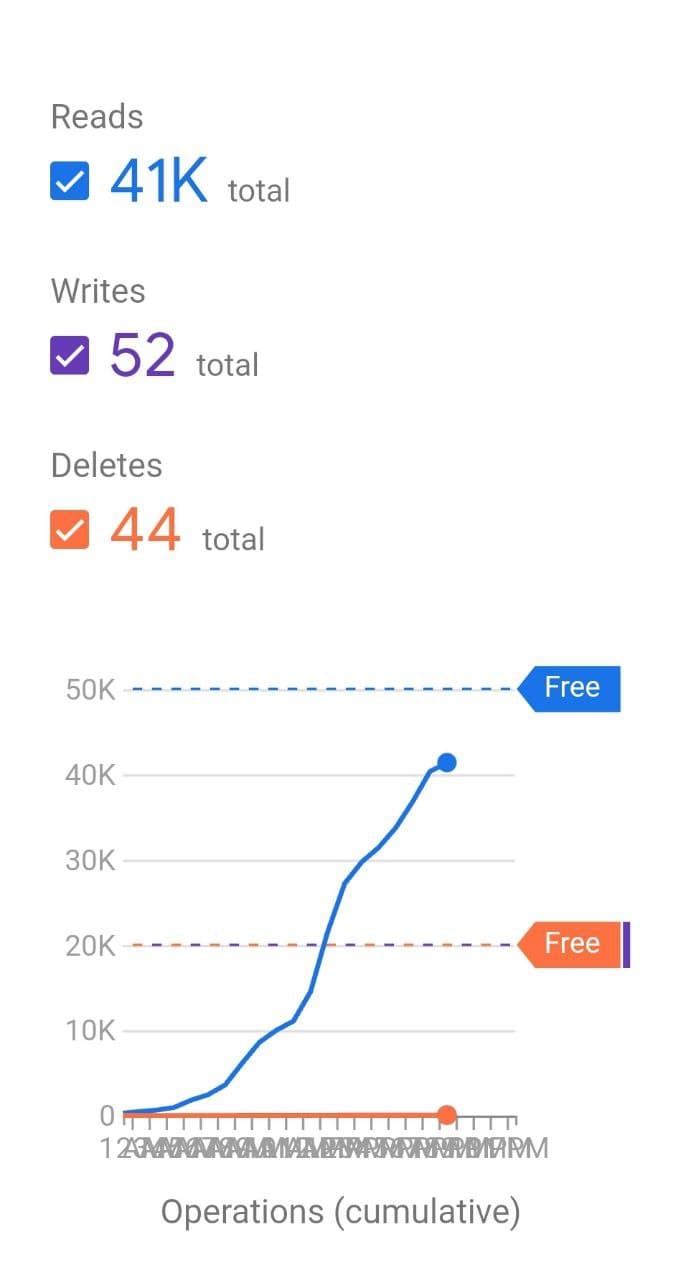 Reads
41K total
Writes
52 total
Deletes
44 total
50K Free
40K
30K
20K Free
10K
0
Operations (cumulative)